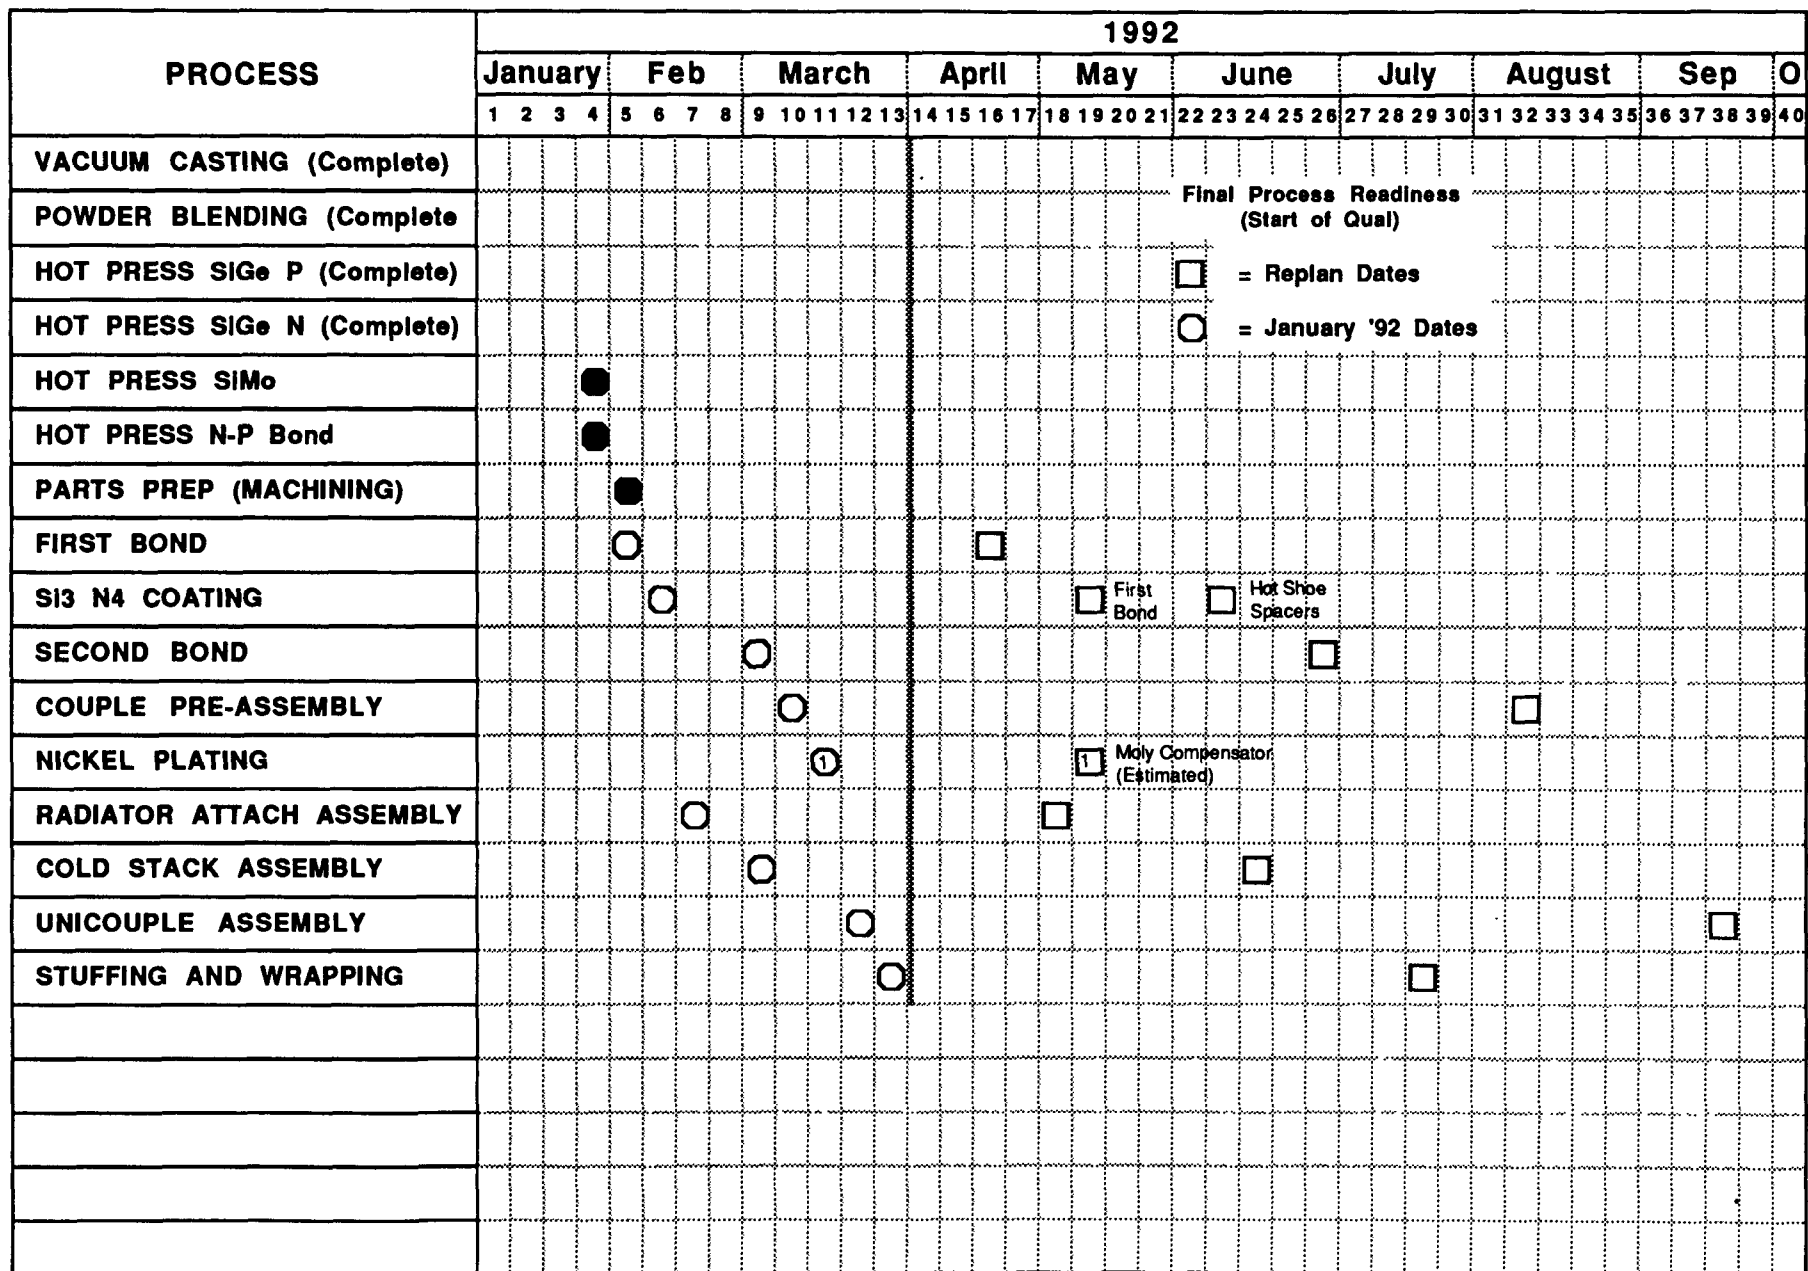 1992
PROCESS
January Feb March April May June July August Sep O
1 2 3 4 5 6 7 8 9 10 11 12 13 14 15 16 17 18 19 20 21 22 23 24 25 26 27 28 29 30 31 32 33 34 35 36 37 38 39 40
VACUUM CASTING (Complete)
POWDER BLENDING (Complete
HOT PRESS SiGe P (Complete)
HOT PRESS SiGe N (Complete)
HOT PRESS SiMo
HOT PRESS N-P Bond
PARTS PREP (MACHINING)
FIRST BOND
SI3 N4 COATING
SECOND BOND
COUPLE PRE-ASSEMBLY
NICKEL PLATING
RADIATOR ATTACH ASSEMBLY
COLD STACK ASSEMBLY
UNICOUPLE ASSEMBLY
STUFFING AND WRAPPING
Final Process Readiness
(Start of Qual)
= Replan Dates
= January '92 Dates
First
Bond
Hot Shoe
Spacers
1
1
Moly Compensator
(Estimated)